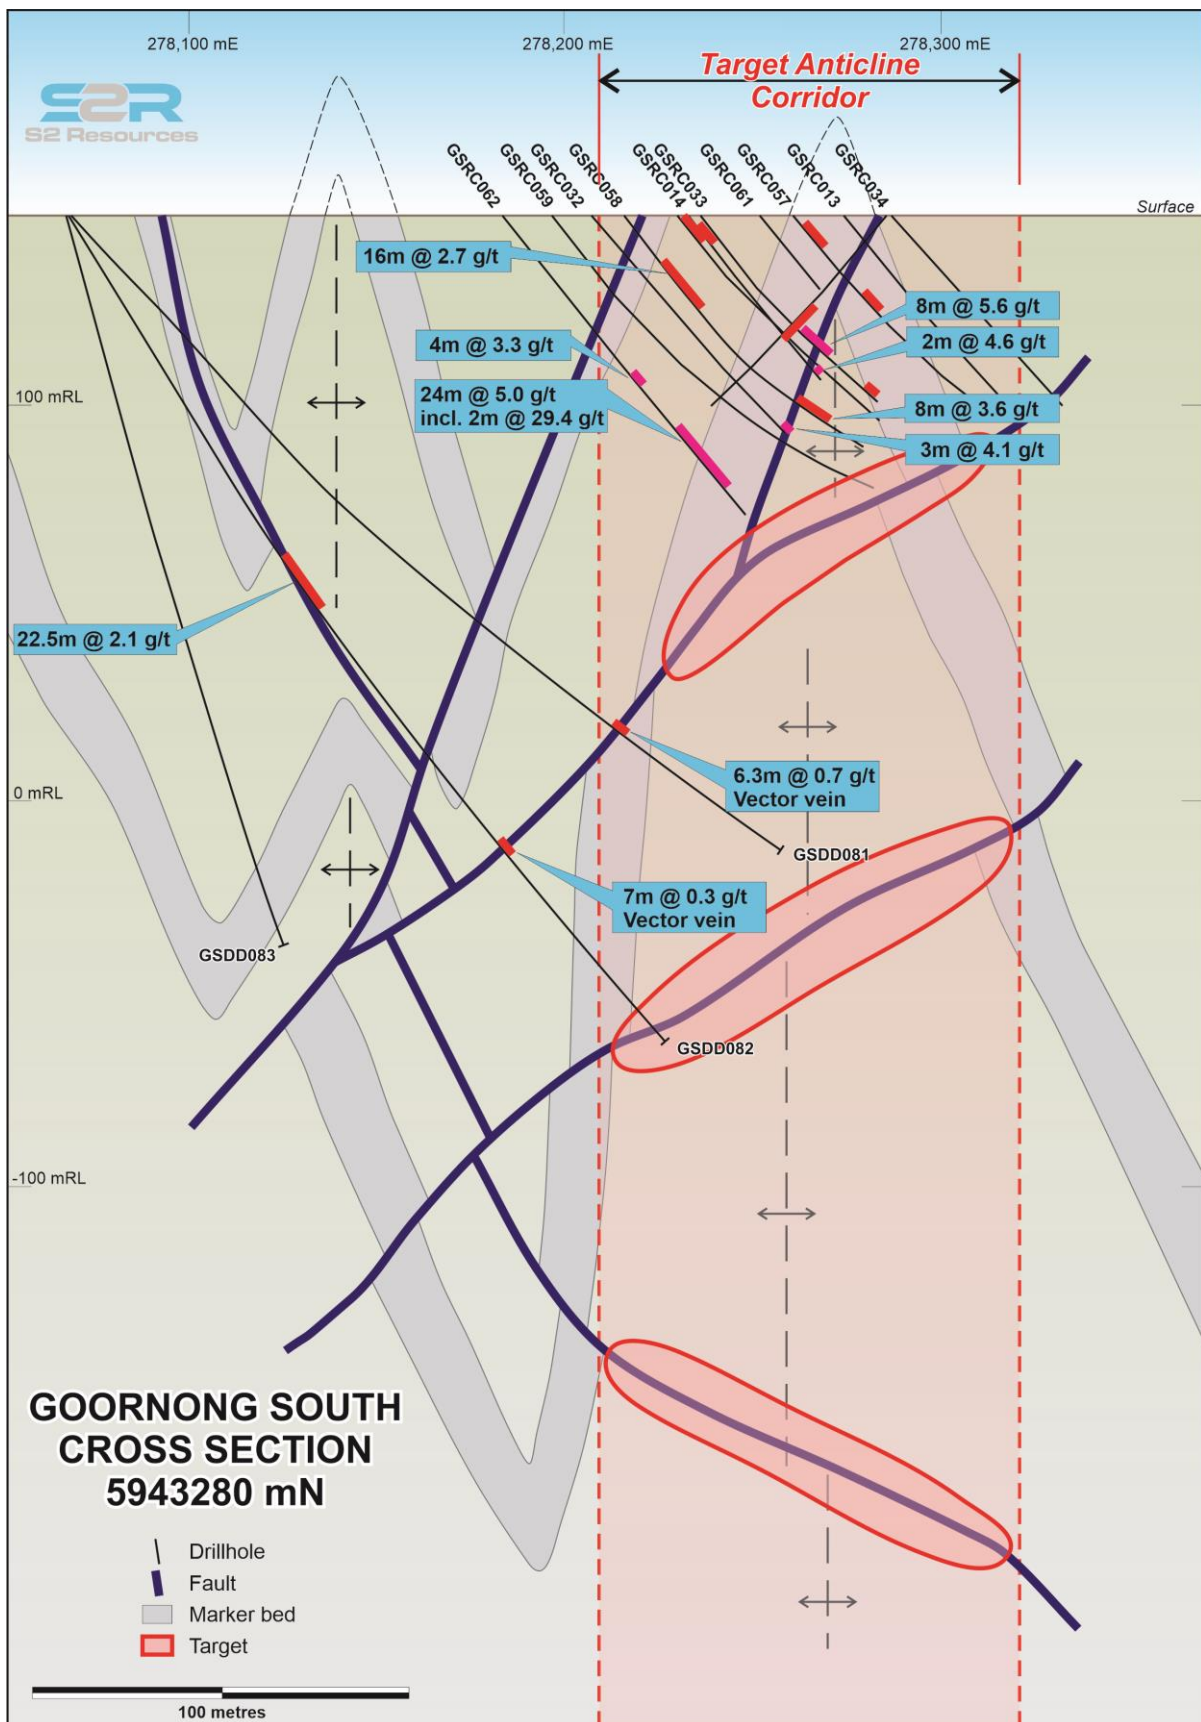 278,100 mE
278,200 mE
278,300 mE
Target Anticline
Corridor
S2R
S2 Resources
GSRC062
GSRC059
GSRC032
GSRC058
GSRC014
GSRC033
GSRC061
GSRC057
GSRC013
GSRC034
Surface
16m @ 2.7 g/t
8m @ 5.6 g/t
4m @ 3.3 g/t
2m @ 4.6 g/t
24m @ 5.0 g/t
incl. 2m @ 29.4 g/t
100 mRL
8m @ 3.6 g/t
3m @ 4.1 g/t
22.5m @ 2.1 g/t
6.3m @ 0.7 g/t
Vector vein
0 mRL
GSDD081
7m @ 0.3 g/t
Vector vein
GSDD083
GSDD082
-100 mRL
GOORNONG SOUTH
CROSS SECTION
5943280 mN
Drillhole
Fault
Marker bed
Target
100 metres